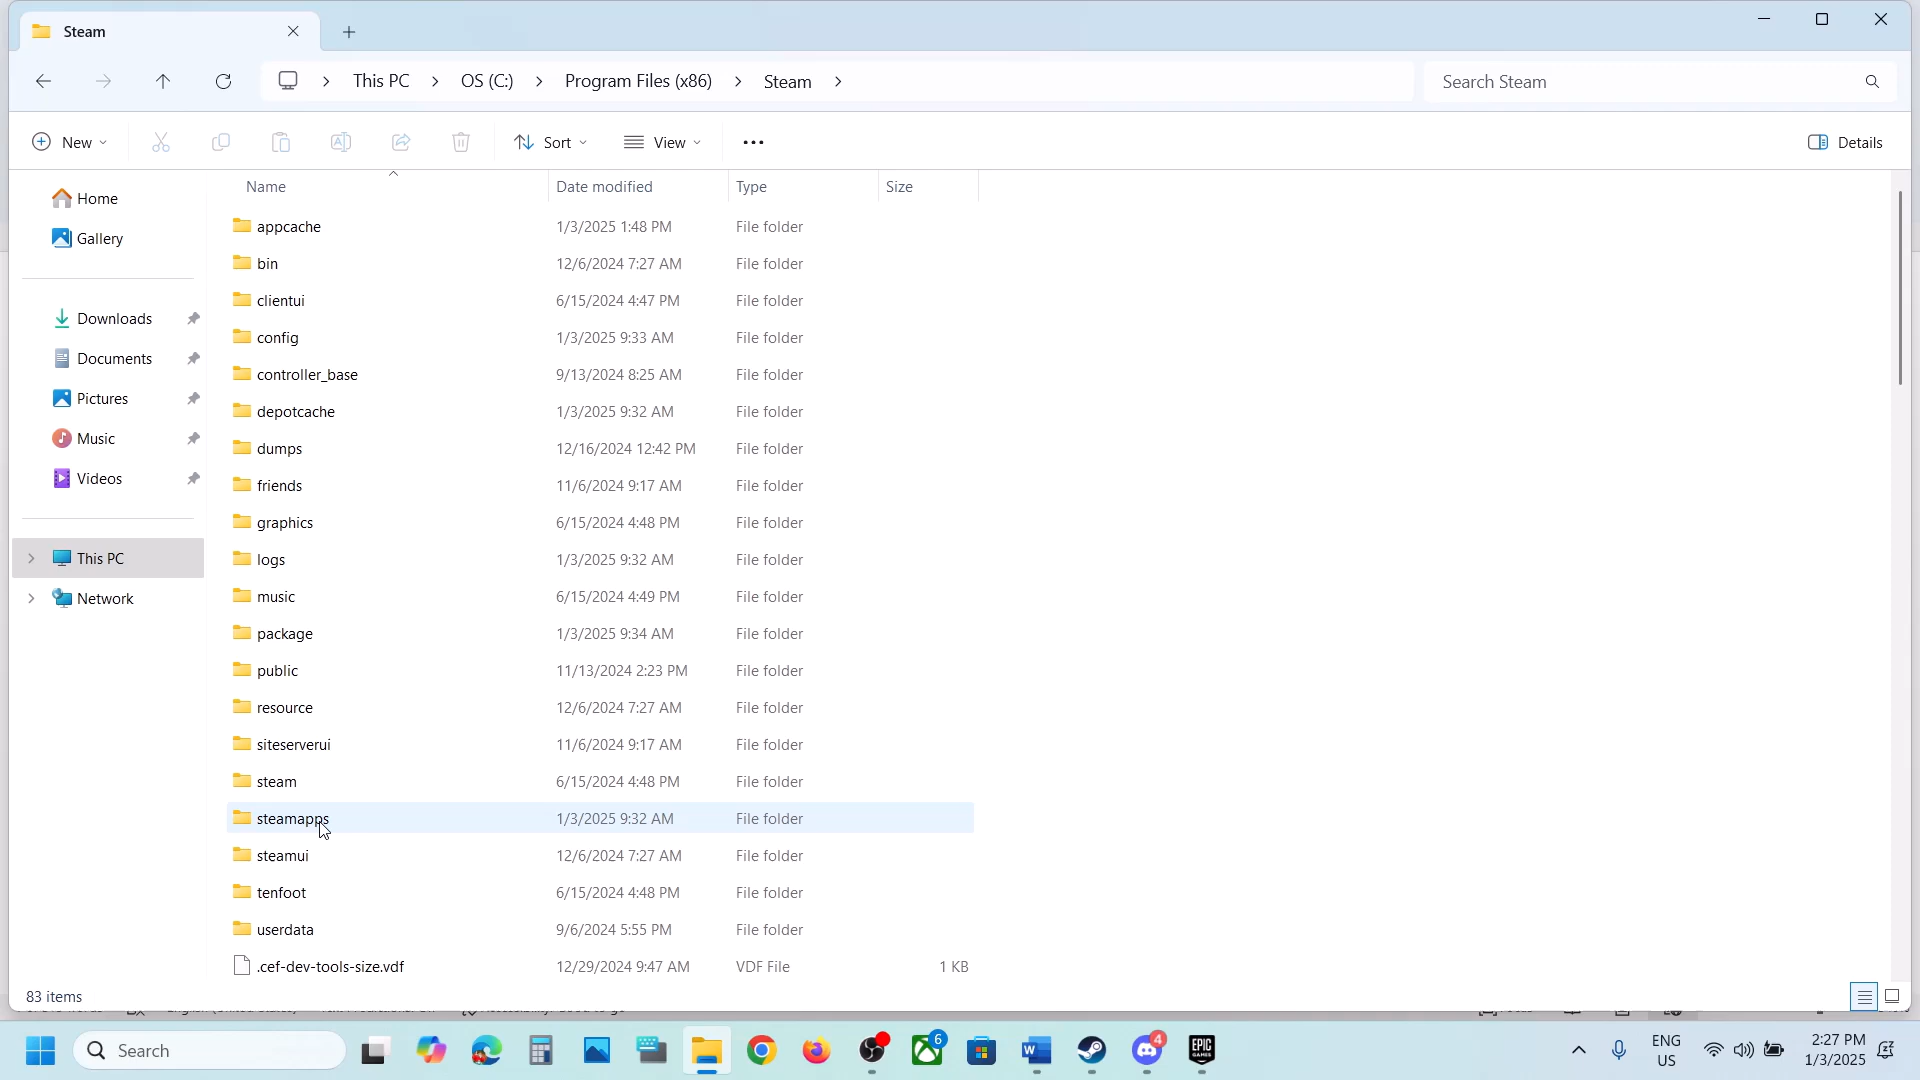 Steam
This PC > OS (C:) > Program Files (x86) > Steam >
Search Steam
New
Sort
View
Details
Name Date modified Type Size
Home
Gallery
Downloads
Documents
Pictures
Music
Videos
This PC
Network
appcache 1/3/2025 1:48 PM File folder
bin 12/6/2024 7:27 AM File folder
clientui 6/15/2024 4:47 PM File folder
config 1/3/2025 9:33 AM File folder
controller_base 9/13/2024 8:25 AM File folder
depotcache 1/3/2025 9:32 AM File folder
dumps 12/16/2024 12:42 PM File folder
friends 11/6/2024 9:17 AM File folder
graphics 6/15/2024 4:48 PM File folder
logs 1/3/2025 9:32 AM File folder
music 6/15/2024 4:49 PM File folder
package 1/3/2025 9:34 AM File folder
public 11/13/2024 2:23 PM File folder
resource 12/6/2024 7:27 AM File folder
siteserverui 11/6/2024 9:17 AM File folder
steam 6/15/2024 4:48 PM File folder
steamapps 1/3/2025 9:32 AM File folder
steamui 12/6/2024 7:27 AM File folder
tenfoot 6/15/2024 4:48 PM File folder
userdata 9/6/2024 5:55 PM File folder
.cef-dev-tools-size.vdf 12/29/2024 9:47 AM VDF File 1 KB
83 items
Search
6
4
EPIC
GAMES
ENG
US
2:27 PM
1/3/2025